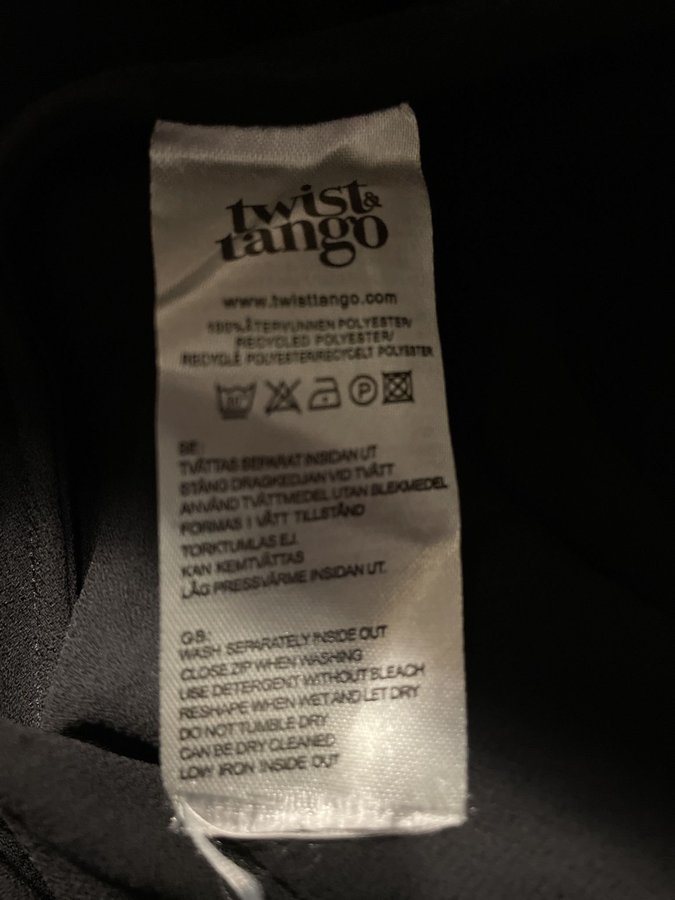 twist &
tango
www.twisttango.com
100% ÅTERVUNNEN POLYESTER/
RECYCLED POLYESTER/
RECYCLÉ POLYESTER/RECYCELT POLYESTER
P
SE:
TVÄTTAS SEPARAT INSIDAN UT
STÄNG DRAGKEDJAN VID TVÄTT
ANVÄND TVÄTTMEDEL UTAN BLEKMEDEL
FORMAS I VÅTT TILLSTÅND
TORKTUMLAS EJ.
KAN KEMTVÄTTAS
LÅG PRESSVÄRME INSIDAN UT.
GB:
WASH SEPARATELY INSIDE OUT
CLOSE ZIP WHEN WASHING
USE DETERGENT WITHOUT BLEACH
RESHAPE WHEN WET AND LET DRY
DO NOT TUMBLE DRY
CAN BE DRY CLEANED
LOW IRON INSIDE OUT